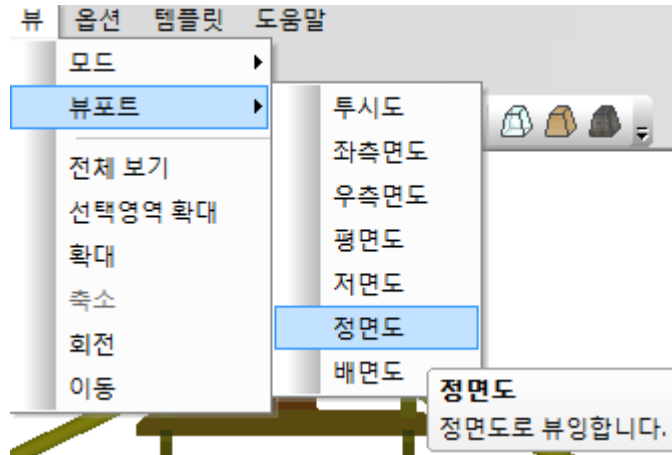 뷰 옵션 템플릿 도움말
모드
뷰포트
전체 보기
선택영역 확대
확대
축소
회전
이동
투시도
좌측면도
우측면도
평면도
저면도
정면도
배면도
정면도
정면도로 뷰잉합니다.